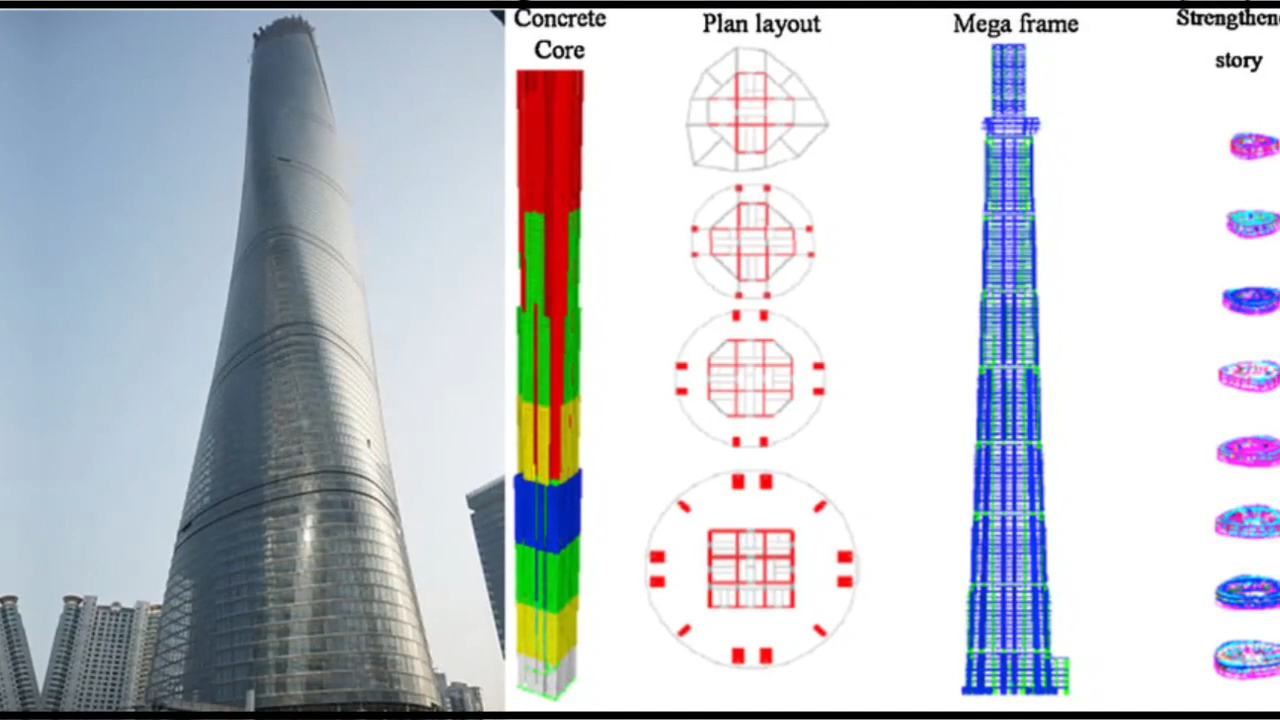 Concrete
Core
Plan layout
Mega frame
Strengthene
story